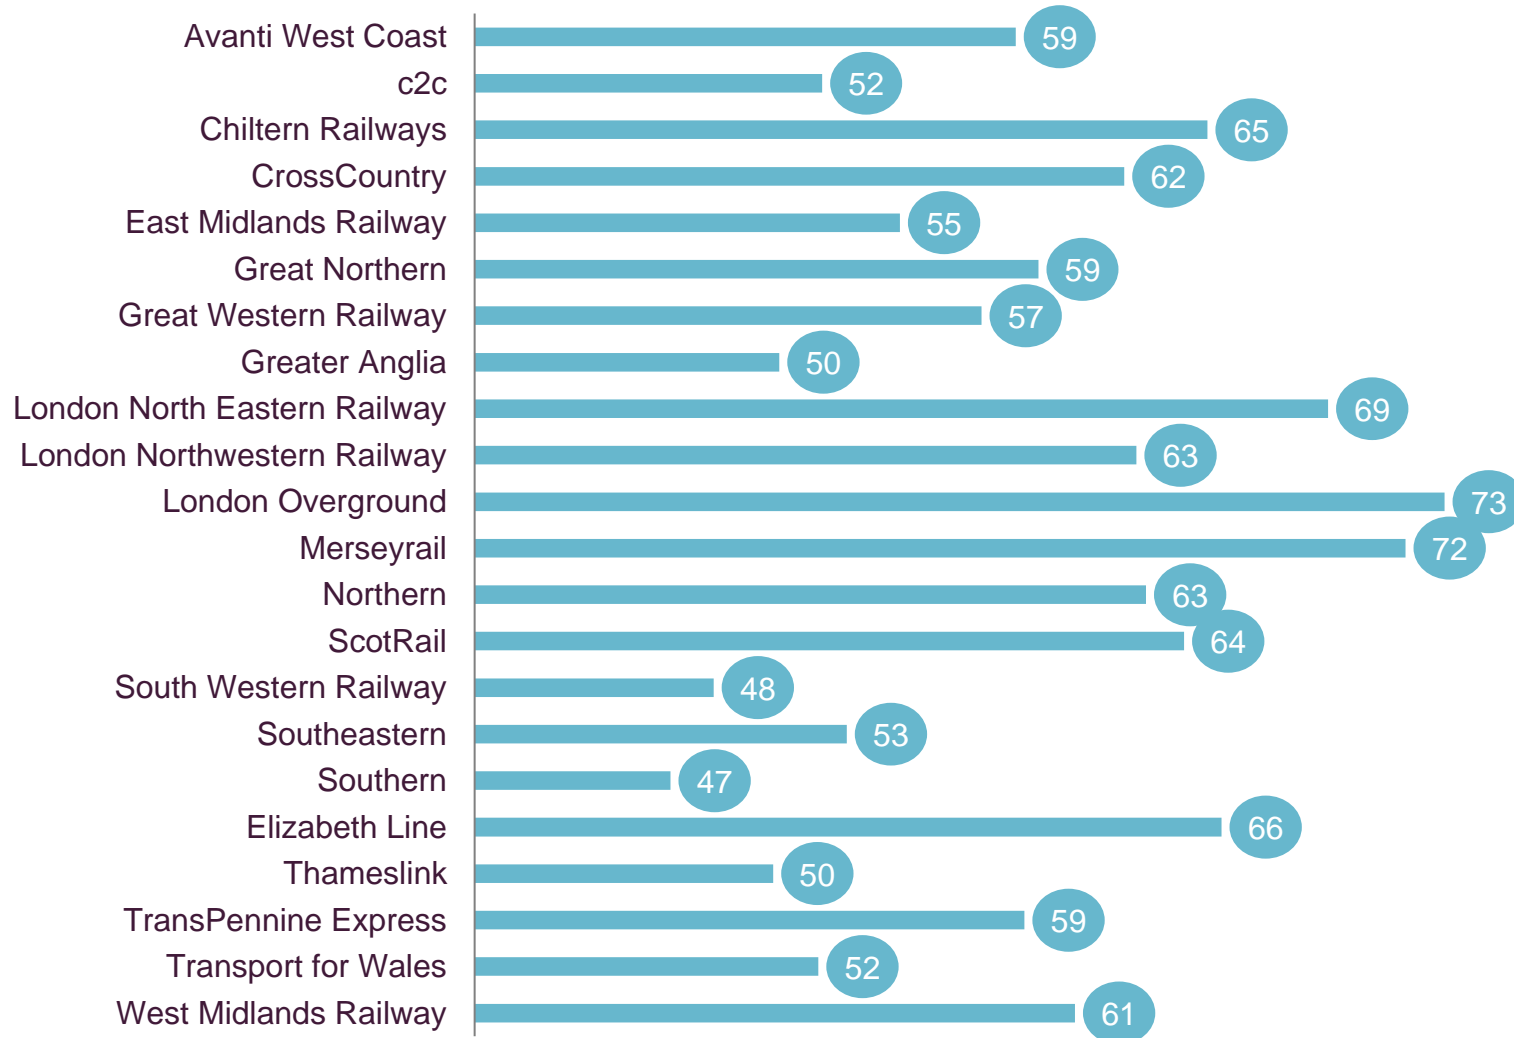 Avanti West Coast 59
c2c 52
Chiltern Railways 65
CrossCountry 62
East Midlands Railway 55
Great Northern 59
Great Western Railway 57
Greater Anglia 50
London North Eastern Railway 69
London Northwestern Railway 63
London Overground 73
Merseyrail 72
Northern 63
ScotRail 64
South Western Railway 48
Southeastern 53
Southern 47
Elizabeth Line 66
Thameslink 50
TransPennine Express 59
Transport for Wales 52
West Midlands Railway 61